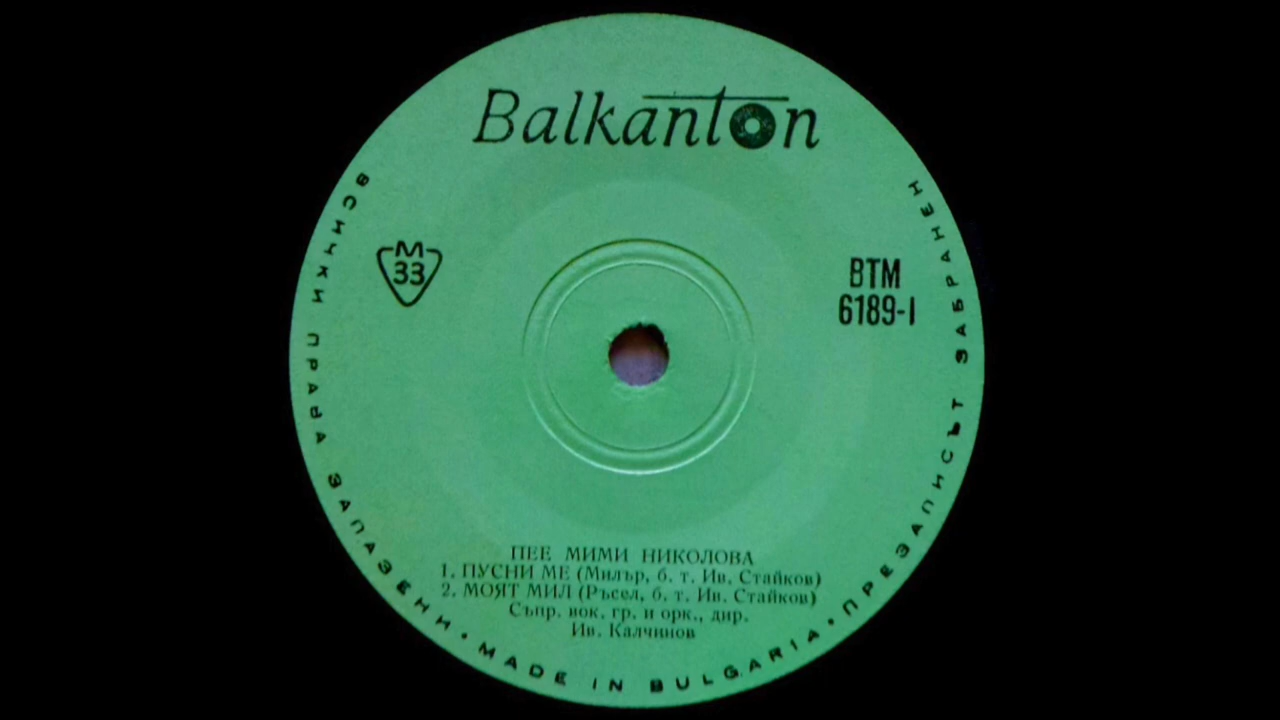 Balkanton
M
33
BTM
6189-I
ПЕЕ МИМИ НИКОЛОВА
1. ПУСНИ МЕ (Милър, б. т. Ив. Стайков)
2. МОЯТ МИЛ (Ръсел, б. т. Ив. Стайков)
Съпр. вок. гр. и орк., дир.
Ив. Калчинов
ВСИЧКИ ПРАВА ЗАПАЗЕНИ • MADE IN BULGARIA • ПРЕЗАПИСЪТ ЗАБРАНЕН